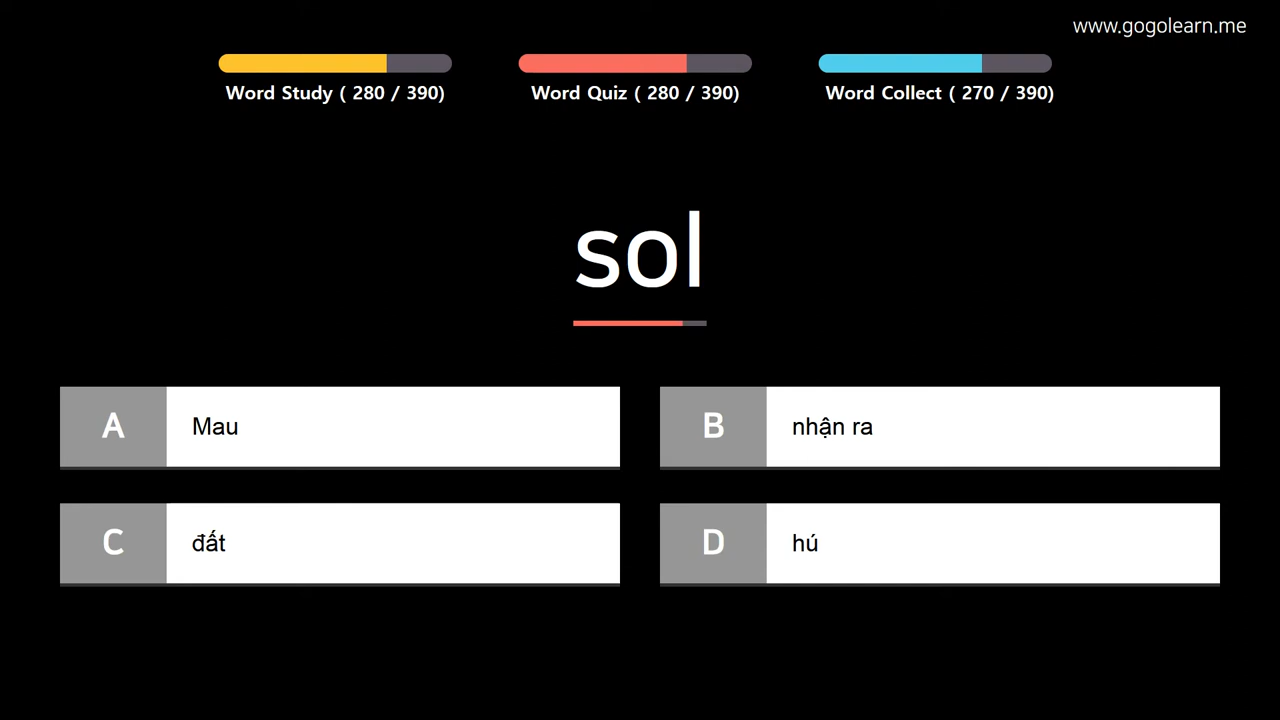 www.gogolearn.me
Word Study ( 280 / 390)
Word Quiz ( 280 / 390)
Word Collect ( 270 / 390)
sol
A Mau
B nhận ra
C đất
D hú